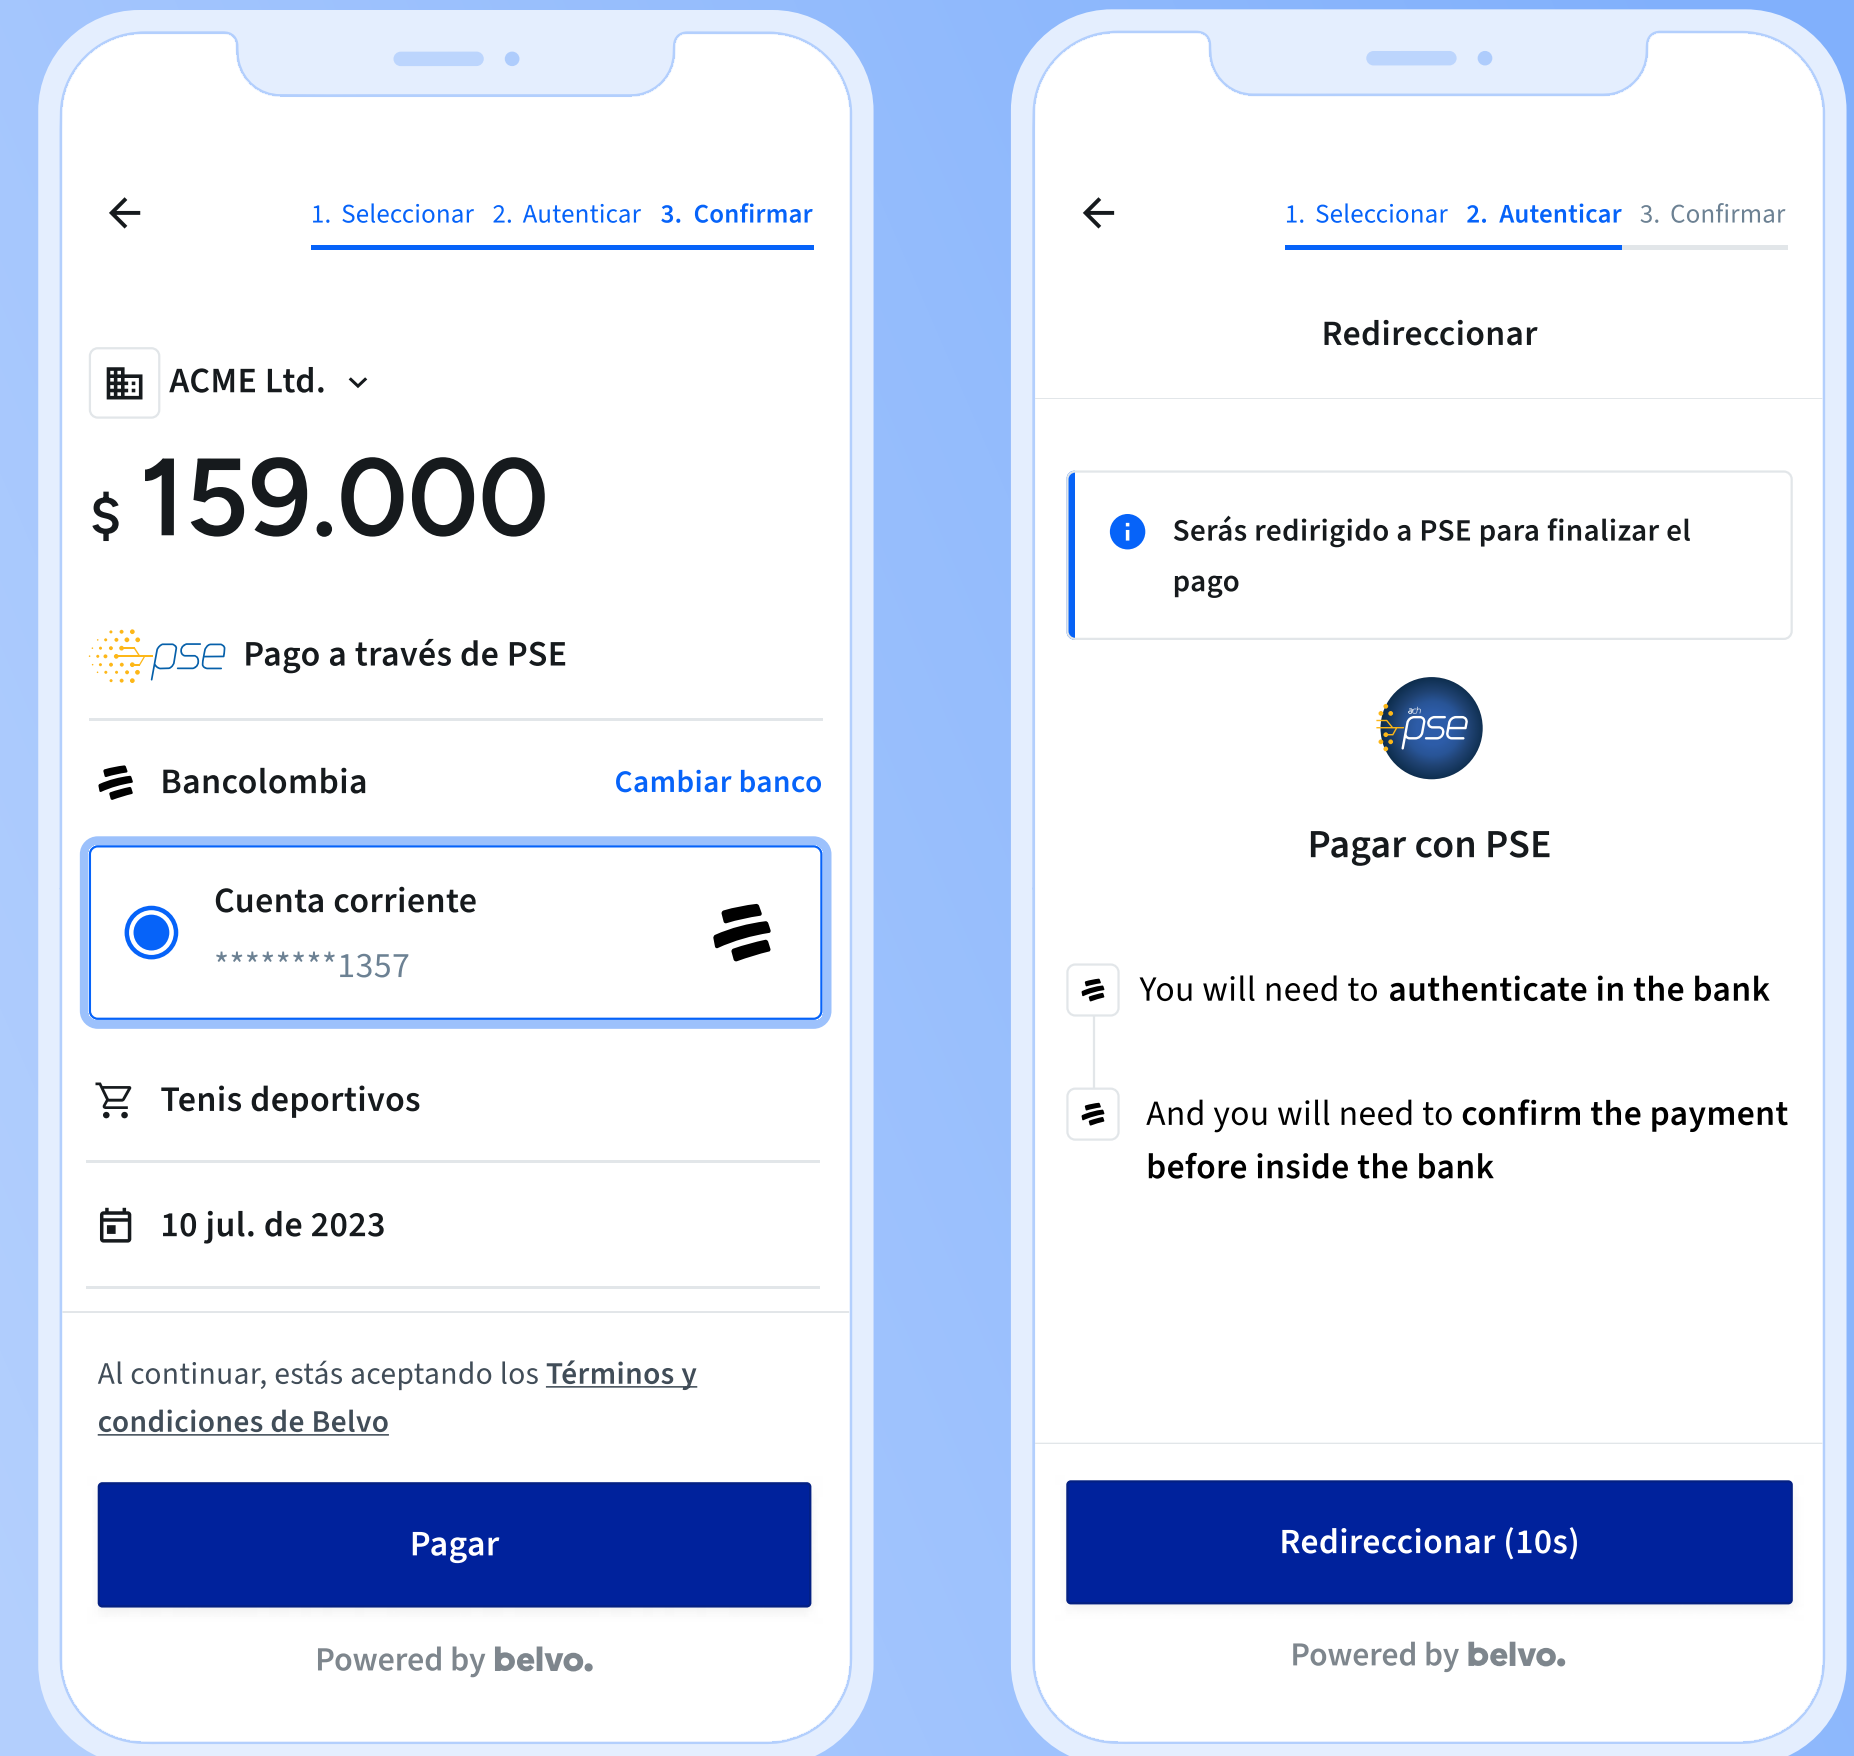 1. Seleccionar 2. Autenticar 3. Confirmar
ACME Ltd.
$ 159.000
pse Pago a través de PSE
Bancolombia Cambiar banco
Cuenta corriente
********1357
Tenis deportivos
10 jul. de 2023
Al continuar, estás aceptando los Términos y
condiciones de Belvo
Pagar
Powered by belvo.
1. Seleccionar 2. Autenticar 3. Confirmar
Redireccionar
Serás redirigido a PSE para finalizar el
pago
ach
pse
Pagar con PSE
You will need to authenticate in the bank
And you will need to confirm the payment
before inside the bank
Redireccionar (10s)
Powered by belvo.